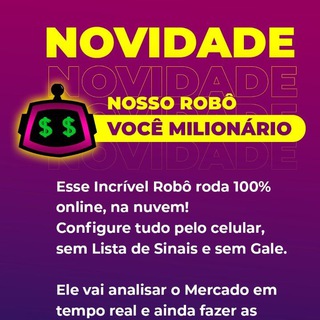 NOVIDADE
NOVIDADE
NOSSO ROBÔ
VOCÊ MILIONÁRIO
NOVIDADE
Esse Incrível Robô roda 100%
online, na nuvem!
Configure tudo pelo celular,
sem Lista de Sinais e sem Gale.
Ele vai analisar o Mercado em
tempo real e ainda fazer as